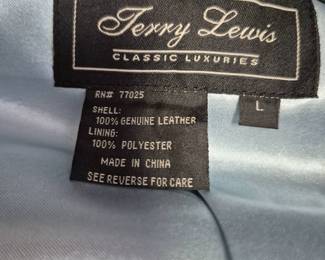 Terry Lewis
CLASSIC LUXURIES
L
RN# 77025
SHELL:
100% GENUINE LEATHER
LINING:
100% POLYESTER
MADE IN CHINA
SEE REVERSE FOR CARE